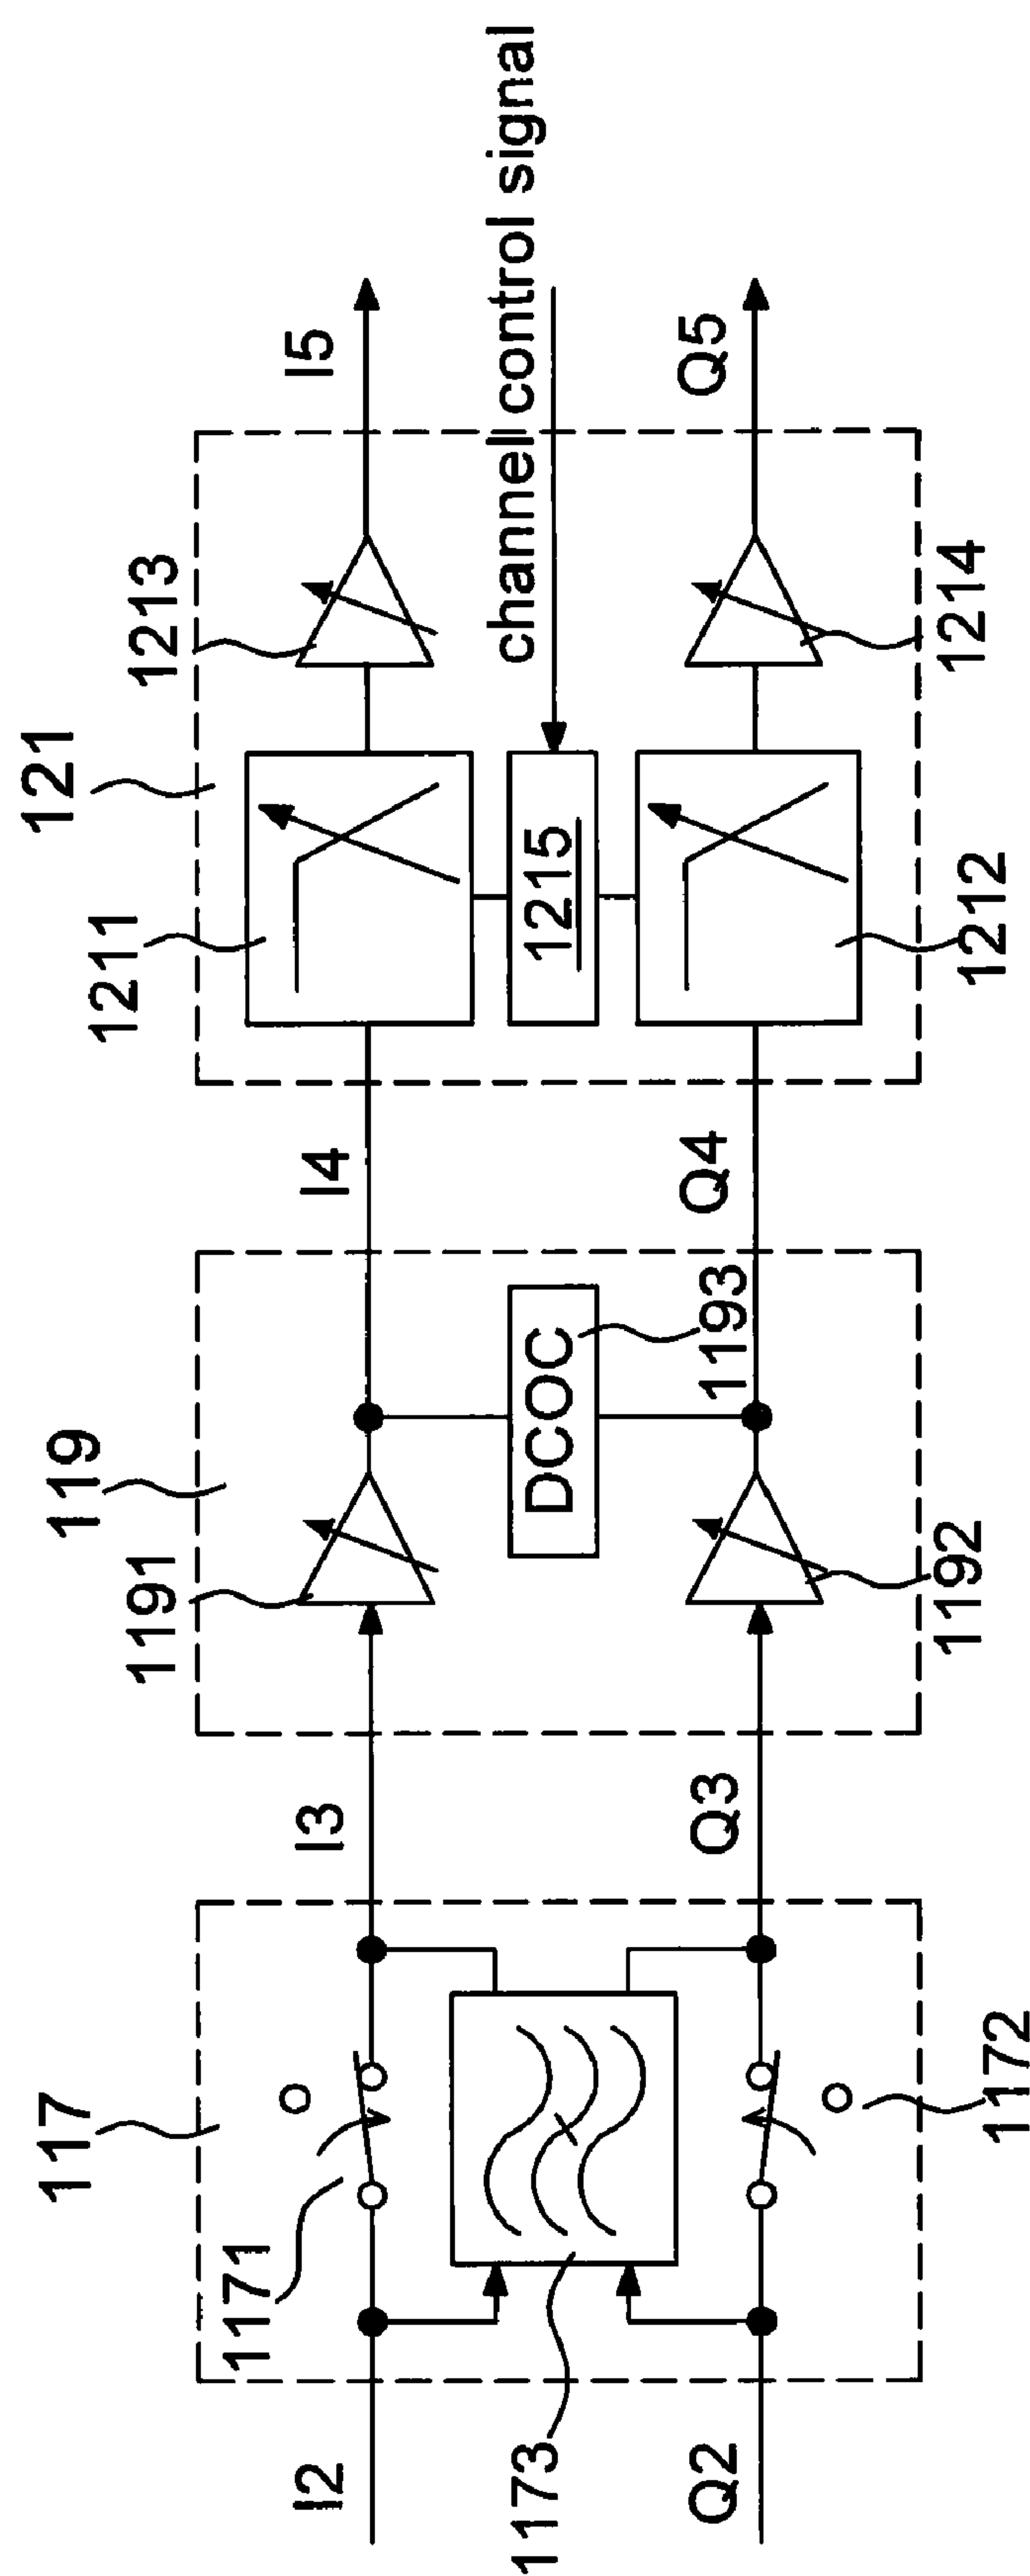 117
1171
I2
1173
Q2
1172
I3
Q3
119
1191
DCOC
1193
1192
I4
Q4
121
1211
1213
1215
channel control signal
1212
1214
I5
Q5